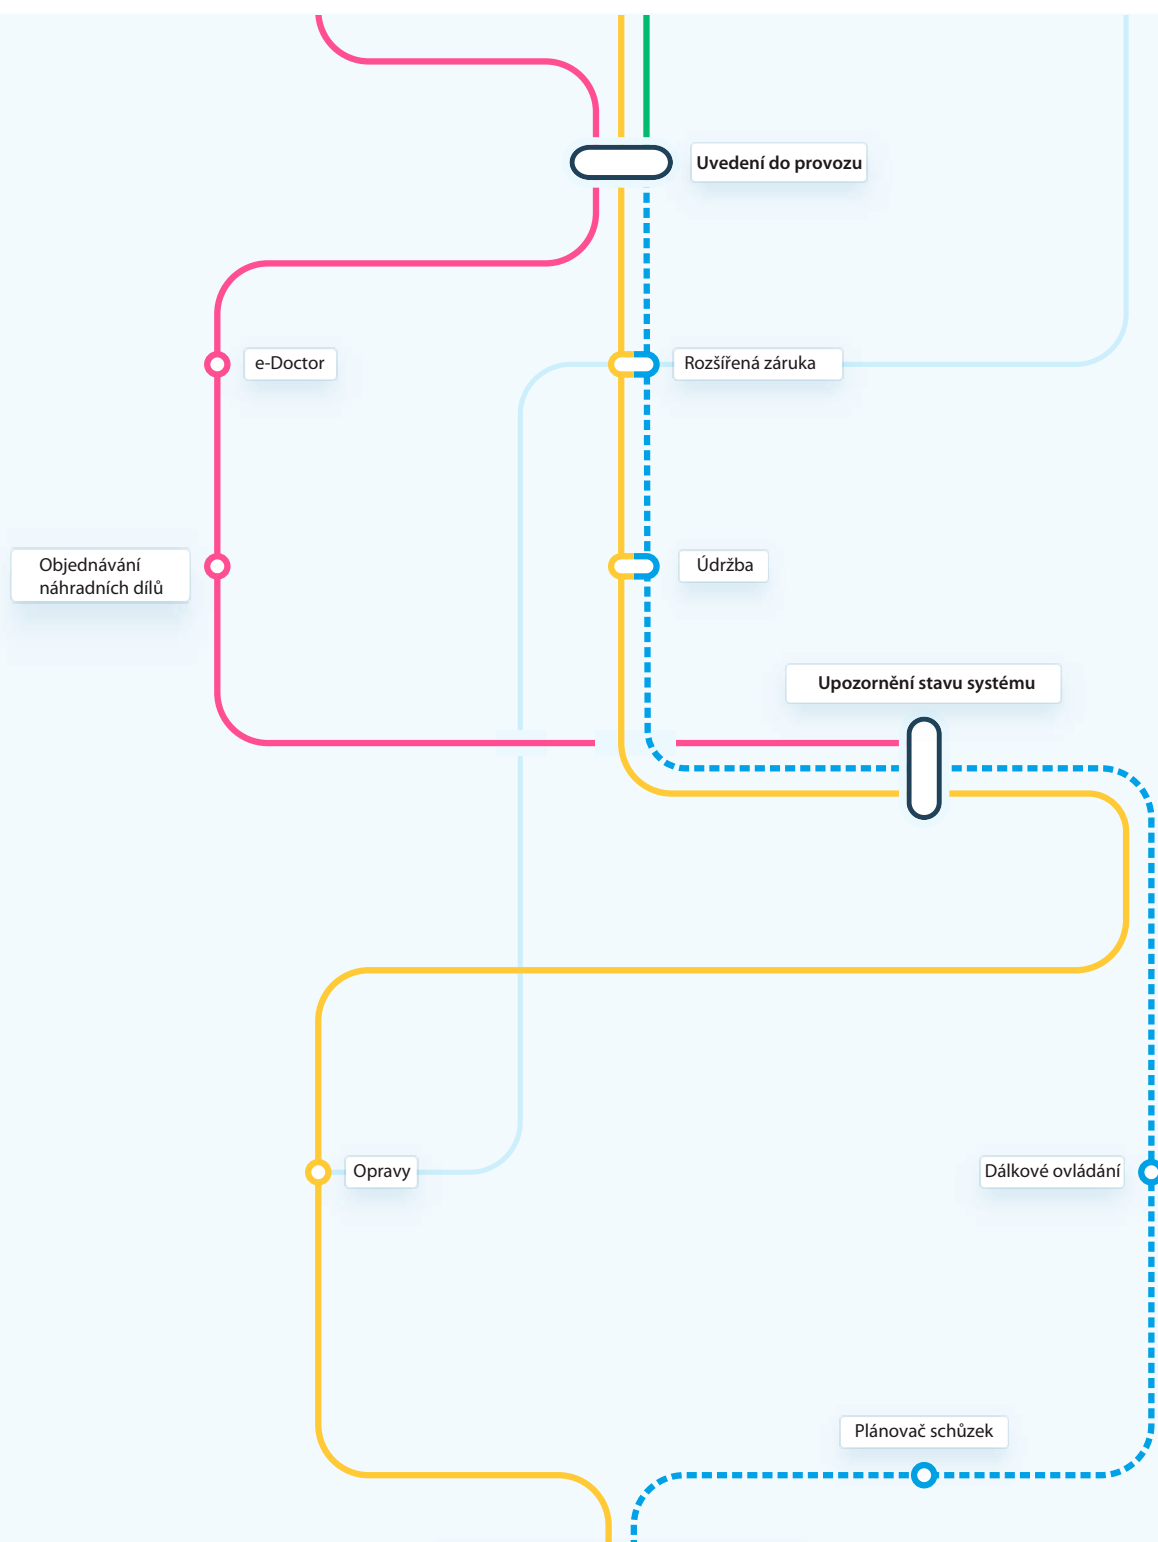 Uvedení do provozu
e-Doctor
Rozšířená záruka
Objednávání
náhradních dílů
Údržba
Upozornění stavu systému
Opravy
Dálkové ovládání
Plánovač schůzek